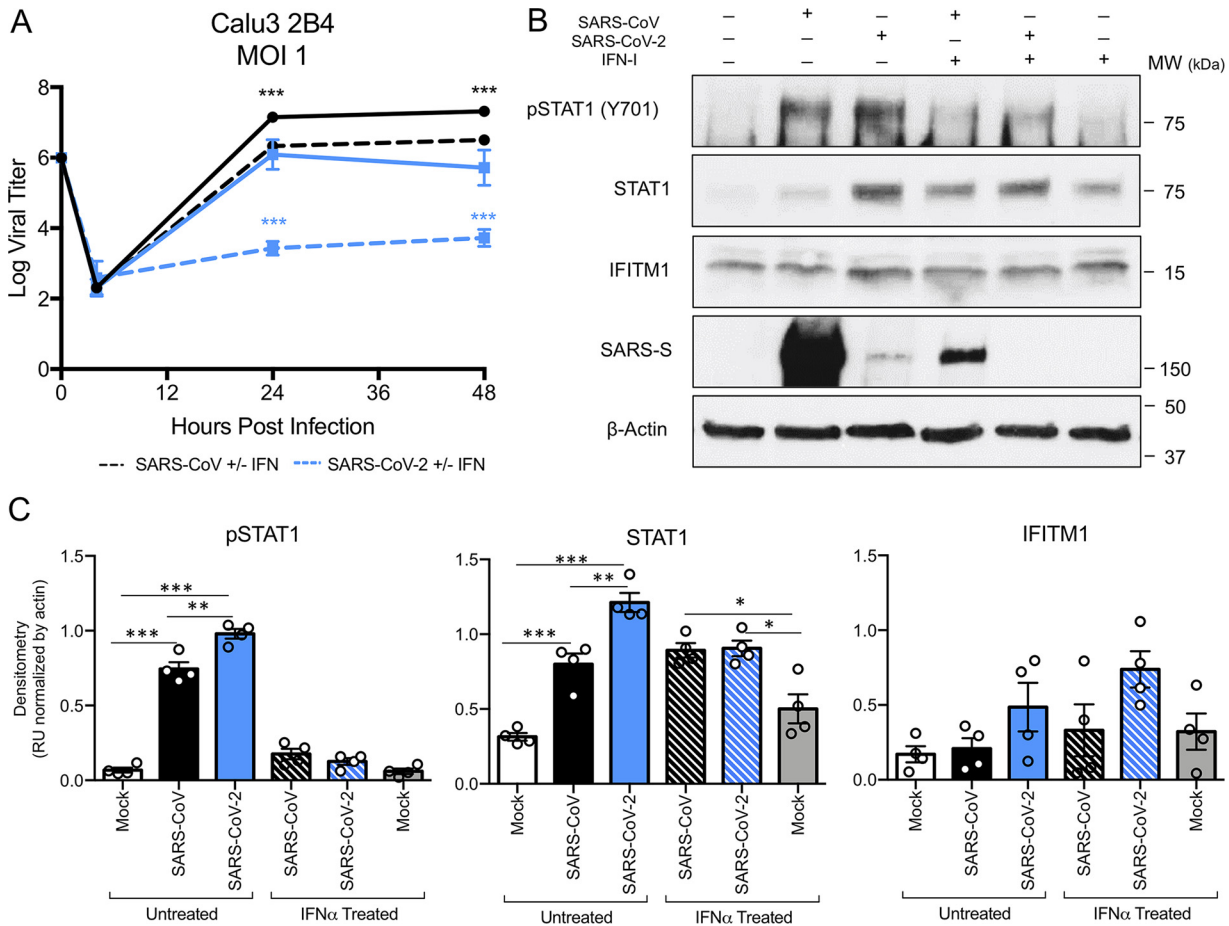 A
Calu3 2B4
MOI 1
***
***
***
***
Log Viral Titer
8
6
4
2
0
0 12 24 36 48
Hours Post Infection
SARS-CoV +/- IFN SARS-CoV-2 +/- IFN
B
SARS-CoV – + – + – –
SARS-CoV-2 – – + – + –
IFN-I – – – + + +
MW (kDa)
pSTAT1 (Y701) – 75
STAT1 – 75
IFITM1 – 15
SARS-S – 150
β-Actin – 50
– 37
C
pSTAT1
Densitometry
(RU normalized by actin)
1.5
1.0
0.5
0.0
***
**
***
Mock SARS-CoV SARS-CoV-2 SARS-CoV SARS-CoV-2 Mock
Untreated IFNα Treated
STAT1
1.5
1.0
0.5
0.0
***
**
***
*
*
Mock SARS-CoV SARS-CoV-2 SARS-CoV SARS-CoV-2 Mock
Untreated IFNα Treated
IFITM1
1.5
1.0
0.5
0.0
Mock SARS-CoV SARS-CoV-2 SARS-CoV SARS-CoV-2 Mock
Untreated IFNα Treated